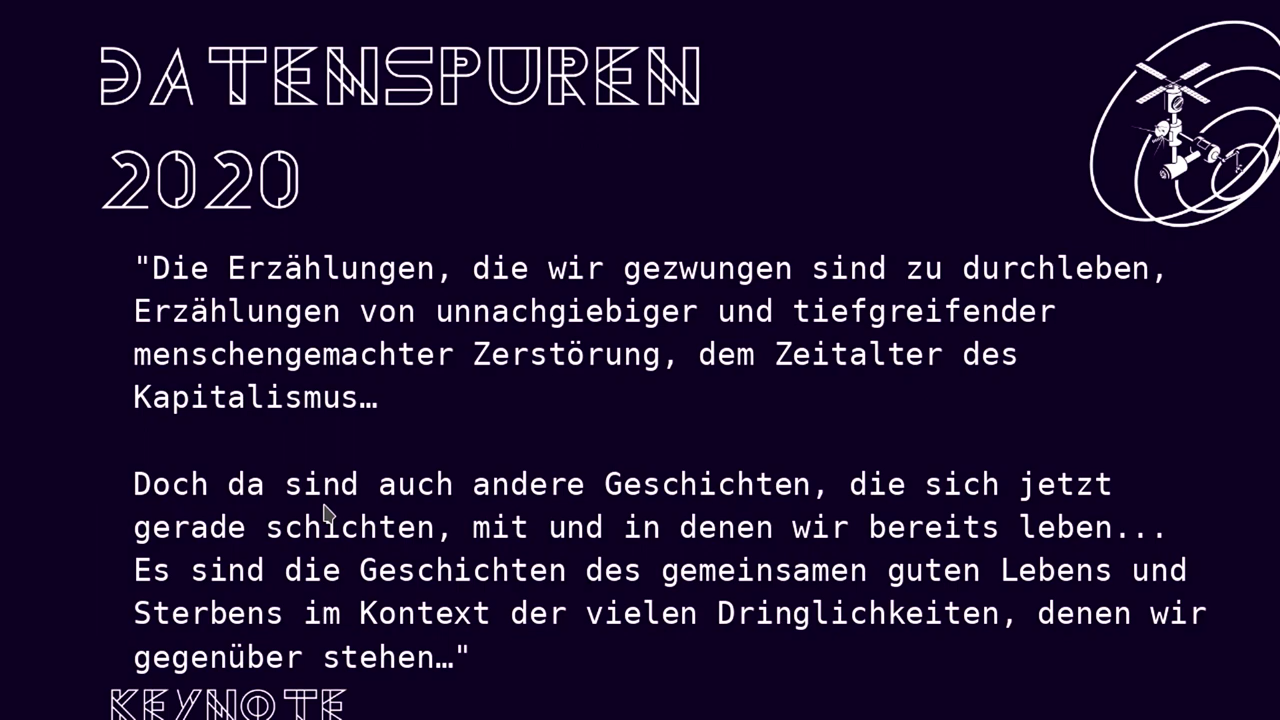 DATENSPUREN
2020
"Die Erzählungen, die wir gezwungen sind zu durchleben,
Erzählungen von unnachgiebiger und tiefgreifender
menschengemachter Zerstörung, dem Zeitalter des
Kapitalismus…
Doch da sind auch andere Geschichten, die sich jetzt
gerade schichten, mit und in denen wir bereits leben...
Es sind die Geschichten des gemeinsamen guten Lebens und
Sterbens im Kontext der vielen Dringlichkeiten, denen wir
gegenüber stehen…"
KEYNOTE